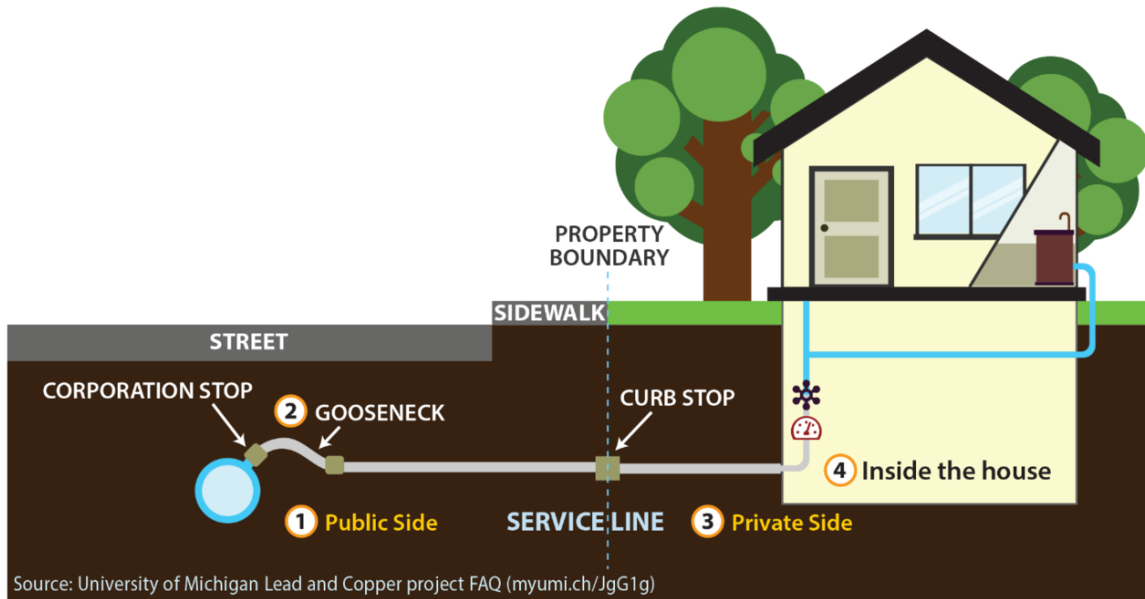 PROPERTY
BOUNDARY
SIDEWALK
STREET
CORPORATION STOP
2 GOOSENECK
CURB STOP
4 Inside the house
1 Public Side
SERVICE LINE
3 Private Side
Source: University of Michigan Lead and Copper project FAQ (myumi.ch/JgG1g)